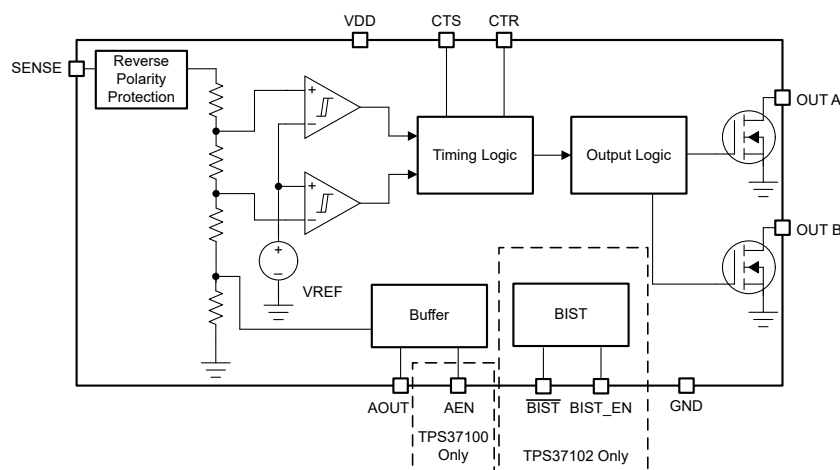 VDD
CTS
CTR
SENSE
Reverse
Polarity
Protection
OUT A
+
−
Timing Logic
Output Logic
+
−
OUT B
+
−
VREF
Buffer
BIST
AOUT
AEN
BIST
BIST_EN
GND
TPS37100
Only
TPS37102 Only